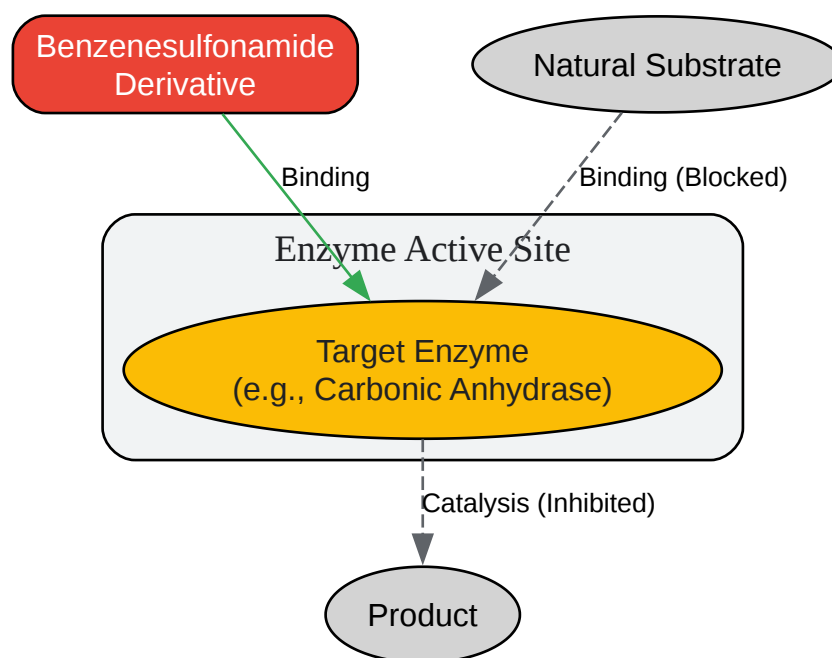 Benzenesulfonamide
Derivative
Natural Substrate
Binding
Binding (Blocked)
Enzyme Active Site
Target Enzyme
(e.g., Carbonic Anhydrase)
Catalysis (Inhibited)
Product